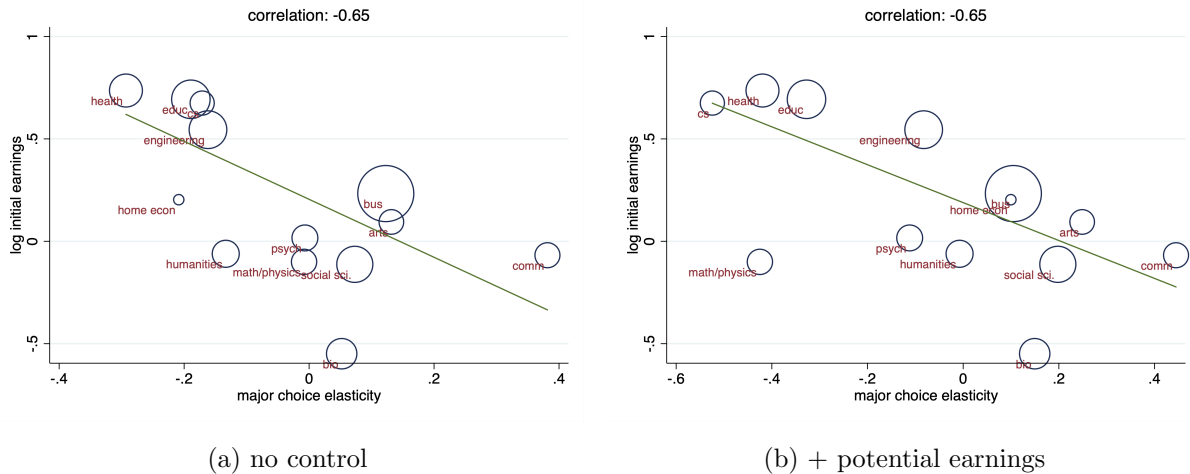 correlation: -0.65
log initial earnings
1
.5
0
-.5
health
educ
cs
engineering
home econ
bus
arts
psych
humanities
math/physics
social sci.
comm
bio
-.4
-.2
0
.2
.4
major choice elasticity
(a) no control
correlation: -0.65
log initial earnings
1
.5
0
-.5
cs
health
educ
engineering
bus
home econ
arts
psych
humanities
math/physics
social sci.
comm
bio
-.6
-.4
-.2
0
.2
.4
major choice elasticity
(b) + potential earnings